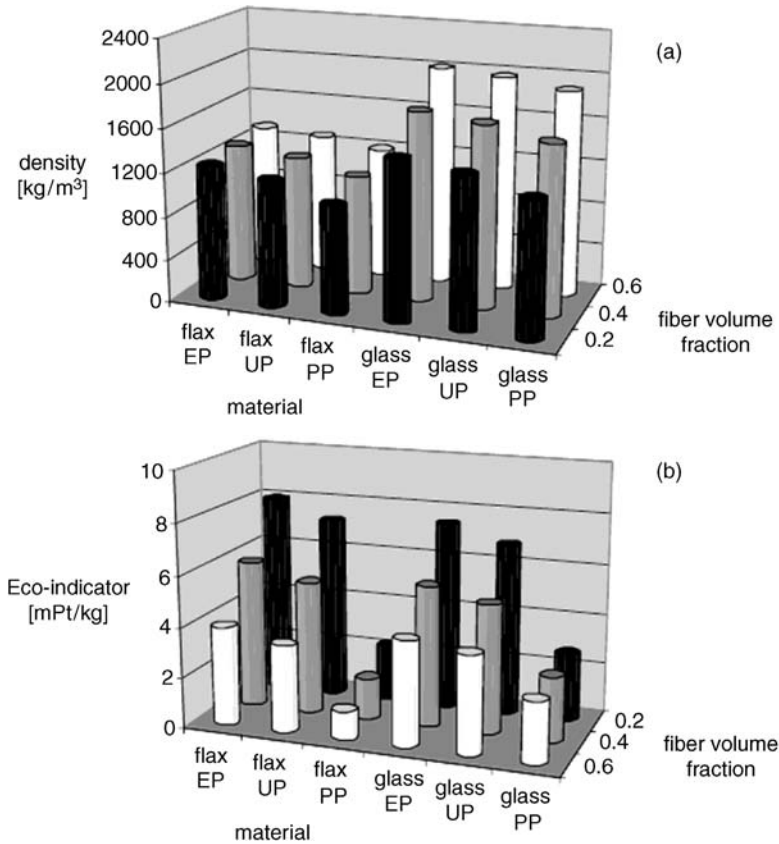 (a)
2400
2000
1600
1200
800
400
0
density
[kg/m³]
0.6
0.4
0.2
fiber volume
fraction
flax
EP
flax
UP
flax
PP
glass
EP
glass
UP
glass
PP
material
(b)
10
8
6
4
2
0
Eco-indicator
[mPt/kg]
0.2
0.4
0.6
fiber volume
fraction
flax
EP
flax
UP
flax
PP
glass
EP
glass
UP
glass
PP
material